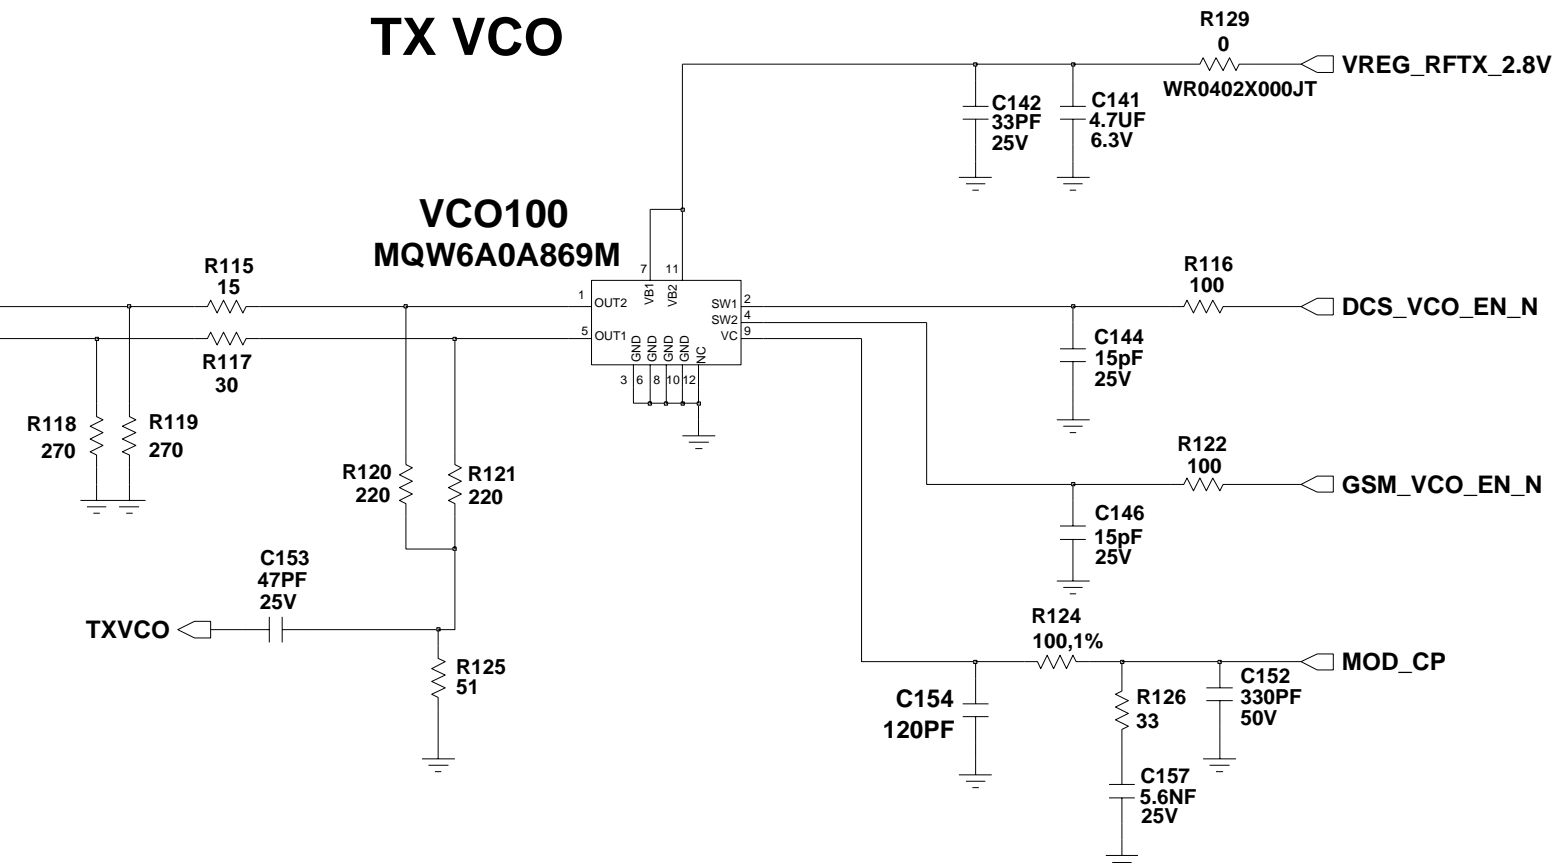 TX VCO
R129
0
WR0402X000JT
VREG_RFTX_2.8V
C142
33PF
25V
C141
4.7UF
6.3V
VCO100
MQW6A0A869M
7
11
VB1
VB2
1
OUT2
5
OUT1
SW1
2
SW2
4
VC
9
GND
GND
GND
GND
NC
3
6
8
10
12
R115
15
R117
30
R118
270
R119
270
R120
220
R121
220
R116
100
DCS_VCO_EN_N
C144
15pF
25V
R122
100
GSM_VCO_EN_N
C146
15pF
25V
C153
47PF
25V
TXVCO
R125
51
R124
100,1%
MOD_CP
C154
120PF
R126
33
C152
330PF
50V
C157
5.6NF
25V